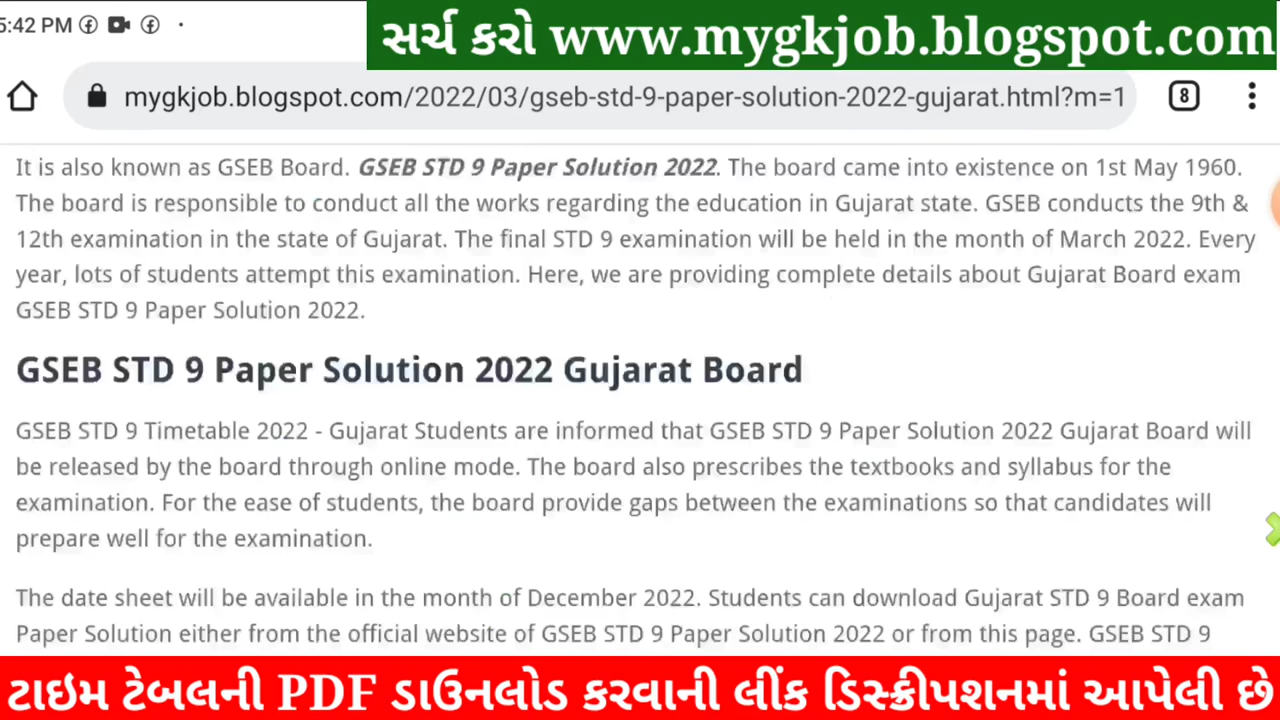 5:42 PM
સર્ચ કરો www.mygkjob.blogspot.com
mygkjob.blogspot.com/2022/03/gseb-std-9-paper-solution-2022-gujarat.html?m=1
8
It is also known as GSEB Board. GSEB STD 9 Paper Solution 2022. The board came into existence on 1st May 1960.
The board is responsible to conduct all the works regarding the education in Gujarat state. GSEB conducts the 9th &
12th examination in the state of Gujarat. The final STD 9 examination will be held in the month of March 2022. Every
year, lots of students attempt this examination. Here, we are providing complete details about Gujarat Board exam
GSEB STD 9 Paper Solution 2022.
GSEB STD 9 Paper Solution 2022 Gujarat Board
GSEB STD 9 Timetable 2022 - Gujarat Students are informed that GSEB STD 9 Paper Solution 2022 Gujarat Board will
be released by the board through online mode. The board also prescribes the textbooks and syllabus for the
examination. For the ease of students, the board provide gaps between the examinations so that candidates will
prepare well for the examination.
The date sheet will be available in the month of December 2022. Students can download Gujarat STD 9 Board exam
Paper Solution either from the official website of GSEB STD 9 Paper Solution 2022 or from this page. GSEB STD 9
ટાઇમ ટેબલની PDF ડાઉનલોડ કરવાની લીંક ડિસ્ક્રીપશનમાં આપેલી છે